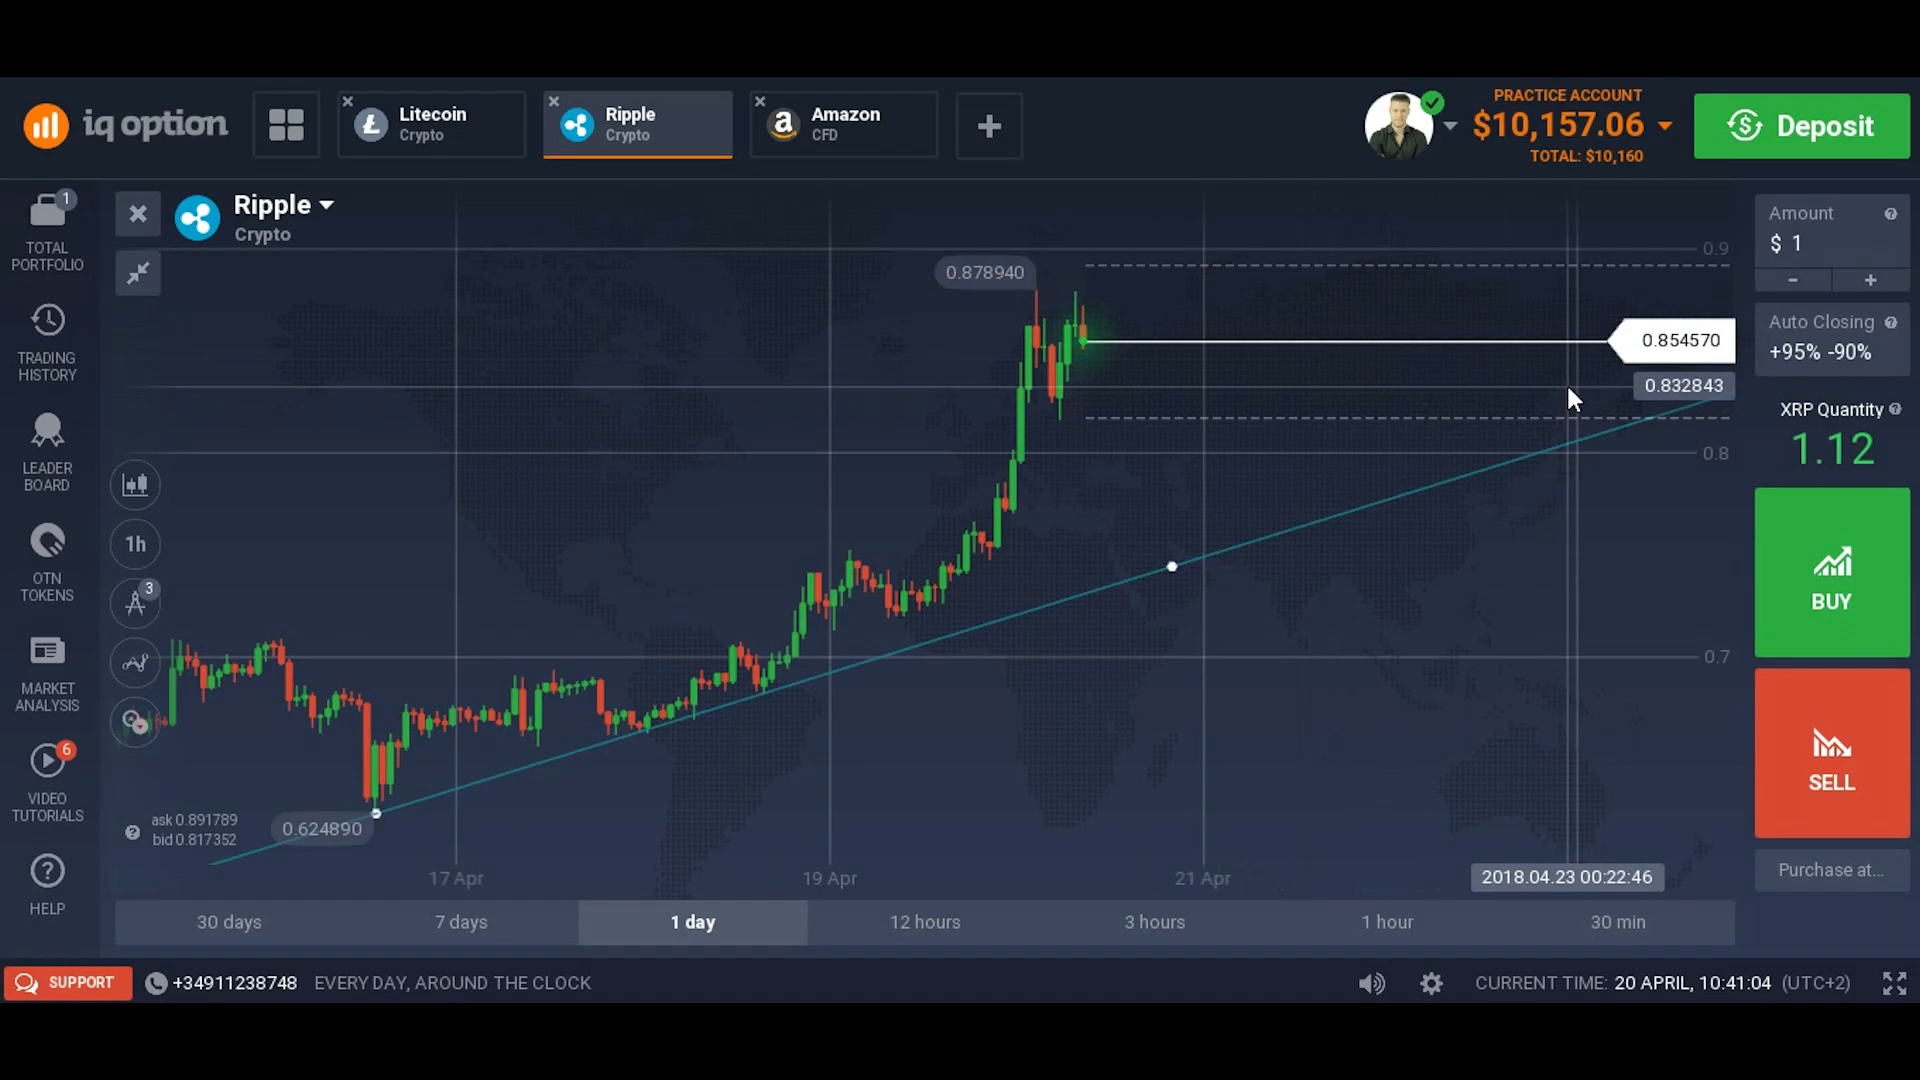 iq option
Litecoin
Crypto
Ripple
Crypto
Amazon
CFD
PRACTICE ACCOUNT
$10,157.06
TOTAL: $10,160
Deposit
1
TOTAL
PORTFOLIO
TRADING
HISTORY
LEADER
BOARD
OTN
TOKENS
MARKET
ANALYSIS
6
VIDEO
TUTORIALS
HELP
Ripple
Crypto
1h
3
0.878940
0.9
0.854570
0.832843
0.8
0.7
ask 0.891789
bid 0.817352
0.624890
17 Apr
19 Apr
21 Apr
2018.04.23 00:22:46
30 days
7 days
1 day
12 hours
3 hours
1 hour
30 min
Amount
$ 1
- +
Auto Closing
+95% -90%
XRP Quantity
1.12
BUY
SELL
Purchase at...
SUPPORT
+34911238748
EVERY DAY, AROUND THE CLOCK
CURRENT TIME: 20 APRIL, 10:41:04 (UTC+2)